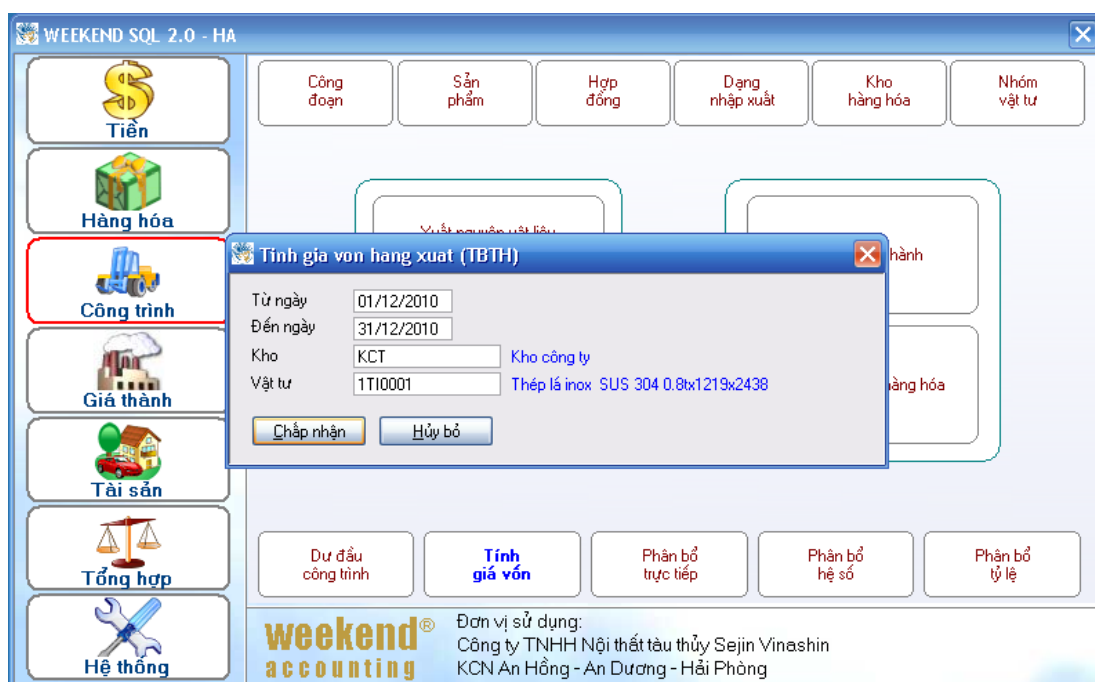 WEEKEND SQL 2.0 - HA
Tiền
Hàng hóa
Công trình
Giá thành
Tài sản
Tổng hợp
Hệ thống
Công
đoạn
Sản
phẩm
Hợp
đồng
Dạng
nhập xuất
Kho
hàng hóa
Nhóm
vật tư
Xuất nguyên vật liệu
hành
hàng hóa
Tinh gia von hang xuat (TBTH)
Từ ngày 01/12/2010
Đến ngày 31/12/2010
Kho KCT Kho công ty
Vật tư 1TI0001 Thép lá inox SUS 304 0.8tx1219x2438
Chấp nhận Hủy bỏ
Dư đầu
công trình
Tính
giá vốn
Phân bổ
trực tiếp
Phân bổ
hệ số
Phân bổ
tỷ lệ
weekend®
accounting
Đơn vị sử dụng:
Công ty TNHH Nội thất tàu thủy Sejin Vinashin
KCN An Hồng - An Dương - Hải Phòng